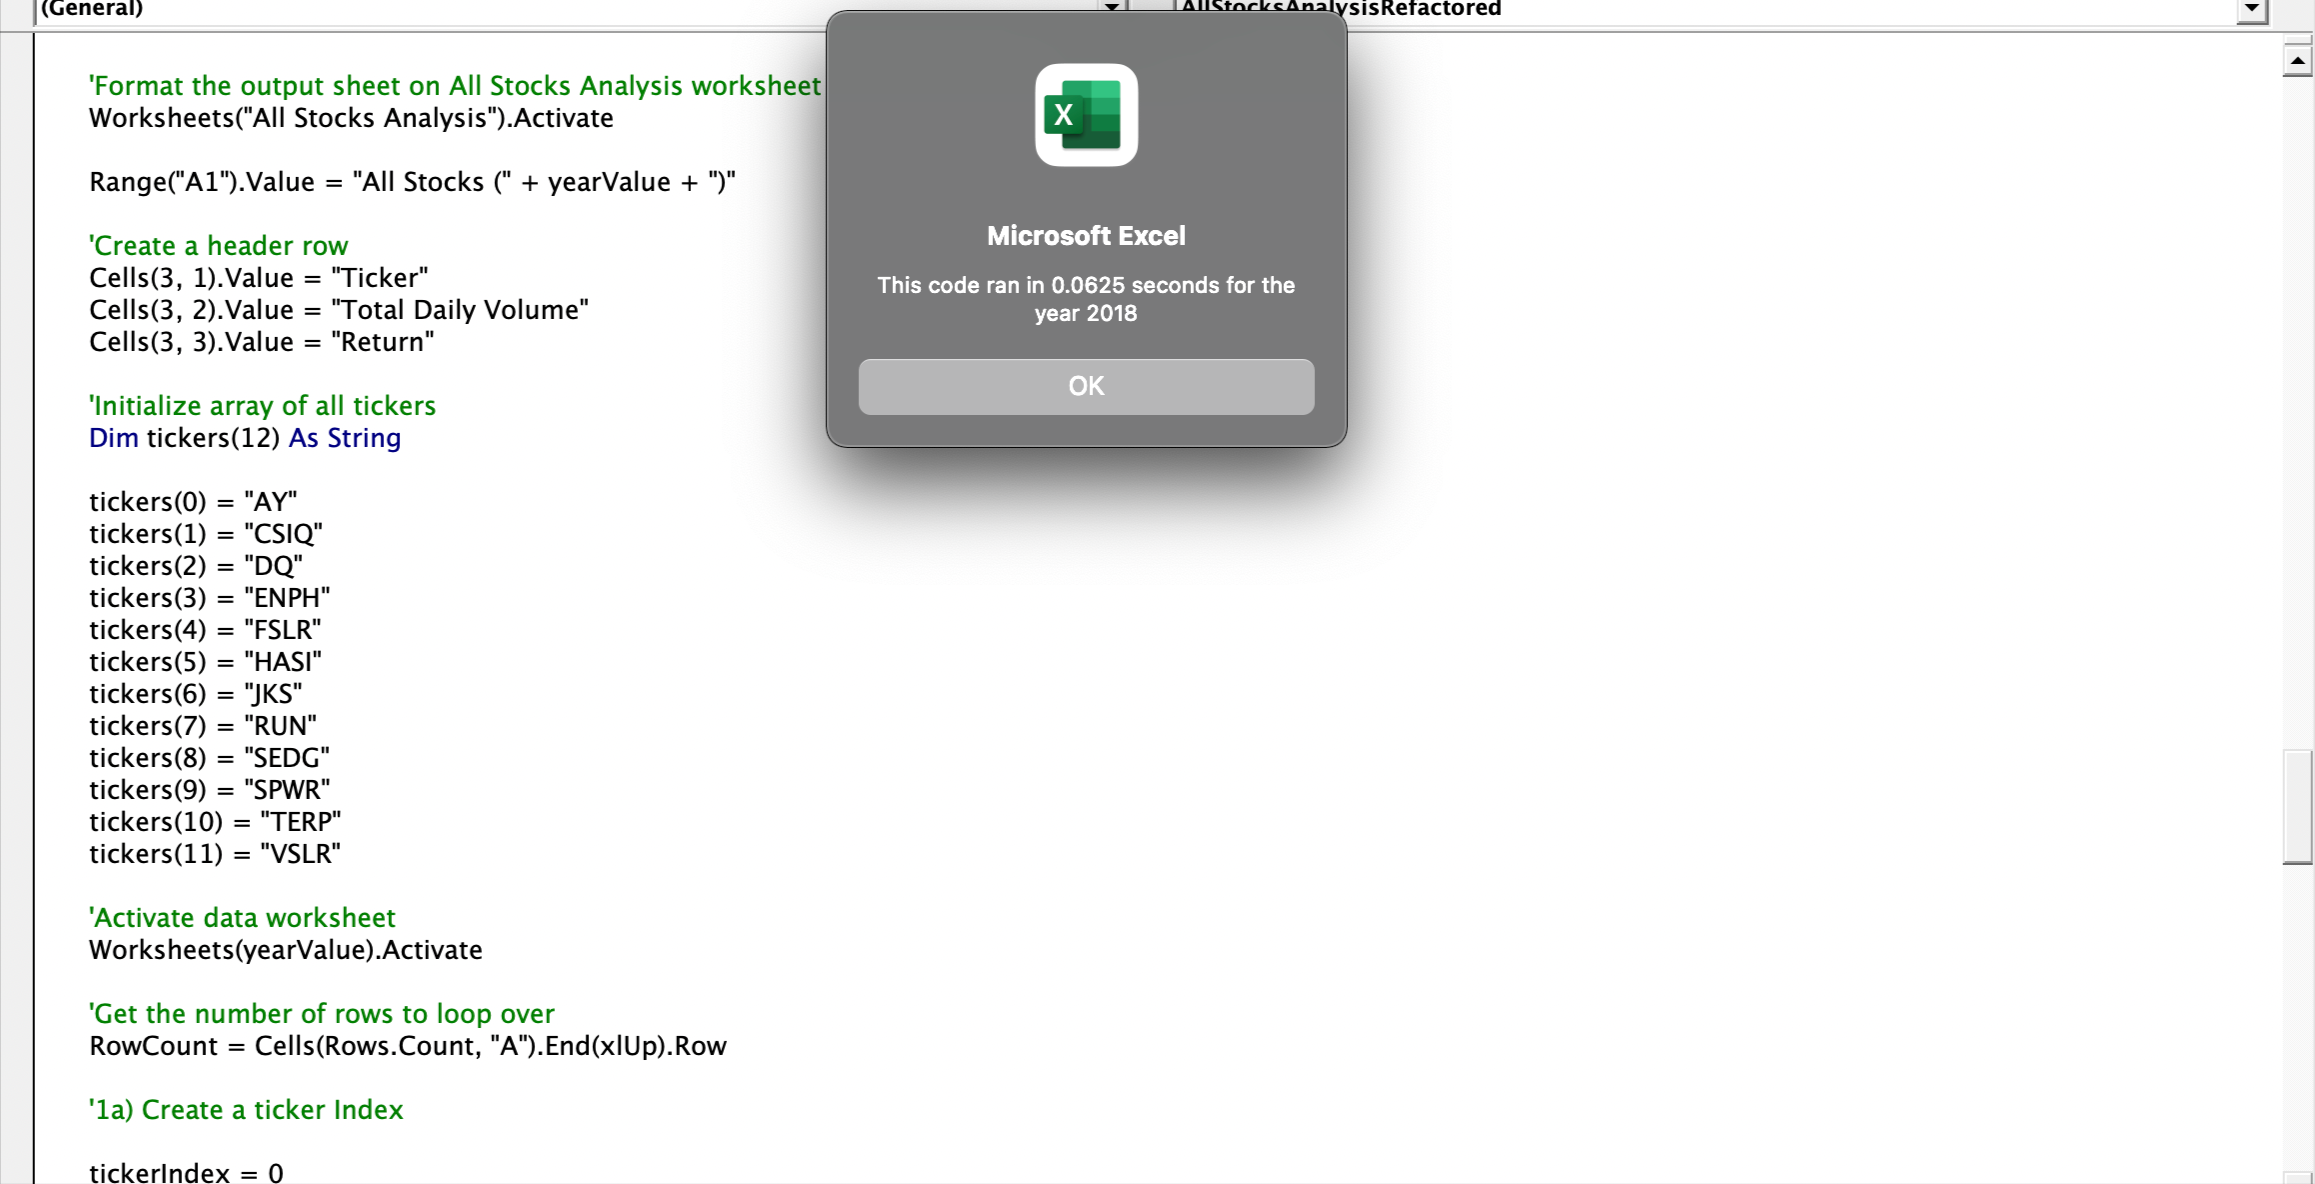 (General)
AllStocksAnalysisRefactored
'Format the output sheet on All Stocks Analysis worksheet
Worksheets("All Stocks Analysis").Activate
Range("A1").Value = "All Stocks (" + yearValue + ")"
'Create a header row
Cells(3, 1).Value = "Ticker"
Cells(3, 2).Value = "Total Daily Volume"
Cells(3, 3).Value = "Return"
'Initialize array of all tickers
Dim tickers(12) As String
tickers(0) = "AY"
tickers(1) = "CSIQ"
tickers(2) = "DQ"
tickers(3) = "ENPH"
tickers(4) = "FSLR"
tickers(5) = "HASI"
tickers(6) = "JKS"
tickers(7) = "RUN"
tickers(8) = "SEDG"
tickers(9) = "SPWR"
tickers(10) = "TERP"
tickers(11) = "VSLR"
'Activate data worksheet
Worksheets(yearValue).Activate
'Get the number of rows to loop over
RowCount = Cells(Rows.Count, "A").End(xlUp).Row
'1a) Create a ticker Index
tickerIndex = 0
X
Microsoft Excel
This code ran in 0.0625 seconds for the
year 2018
OK